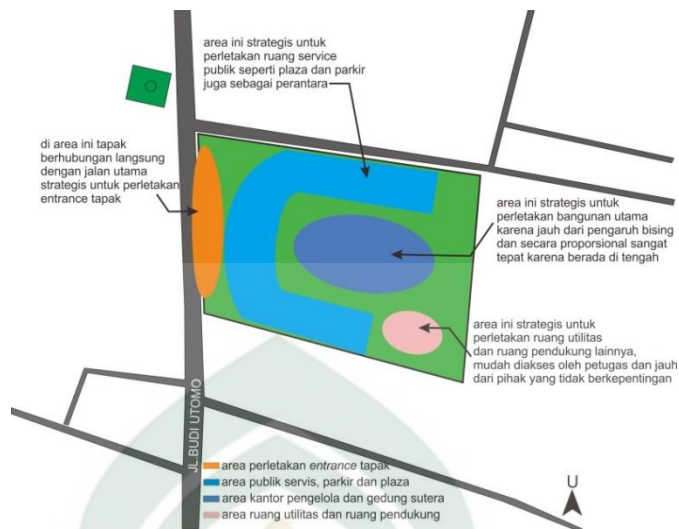 area ini strategis untuk
perletakan ruang service
publik seperti plaza dan parkir
juga sebagai perantara
di area ini tapak
berhubungan langsung
dengan jalan utama
strategis untuk perletakan
entrance tapak
area ini strategis untuk
perletakan bangunan utama
karena jauh dari pengaruh bising
dan secara proporsional sangat
tepat karena berada di tengah
area ini strategis untuk
perletakan ruang utilitas
dan ruang pendukung lainnya,
mudah diakses oleh petugas dan jauh
dari pihak yang tidak berkepentingan
JL.BUDI UTOMO
area perletakan entrance tapak
area publik servis, parkir dan plaza
area kantor pengelola dan gedung sutera
area ruang utilitas dan ruang pendukung
U